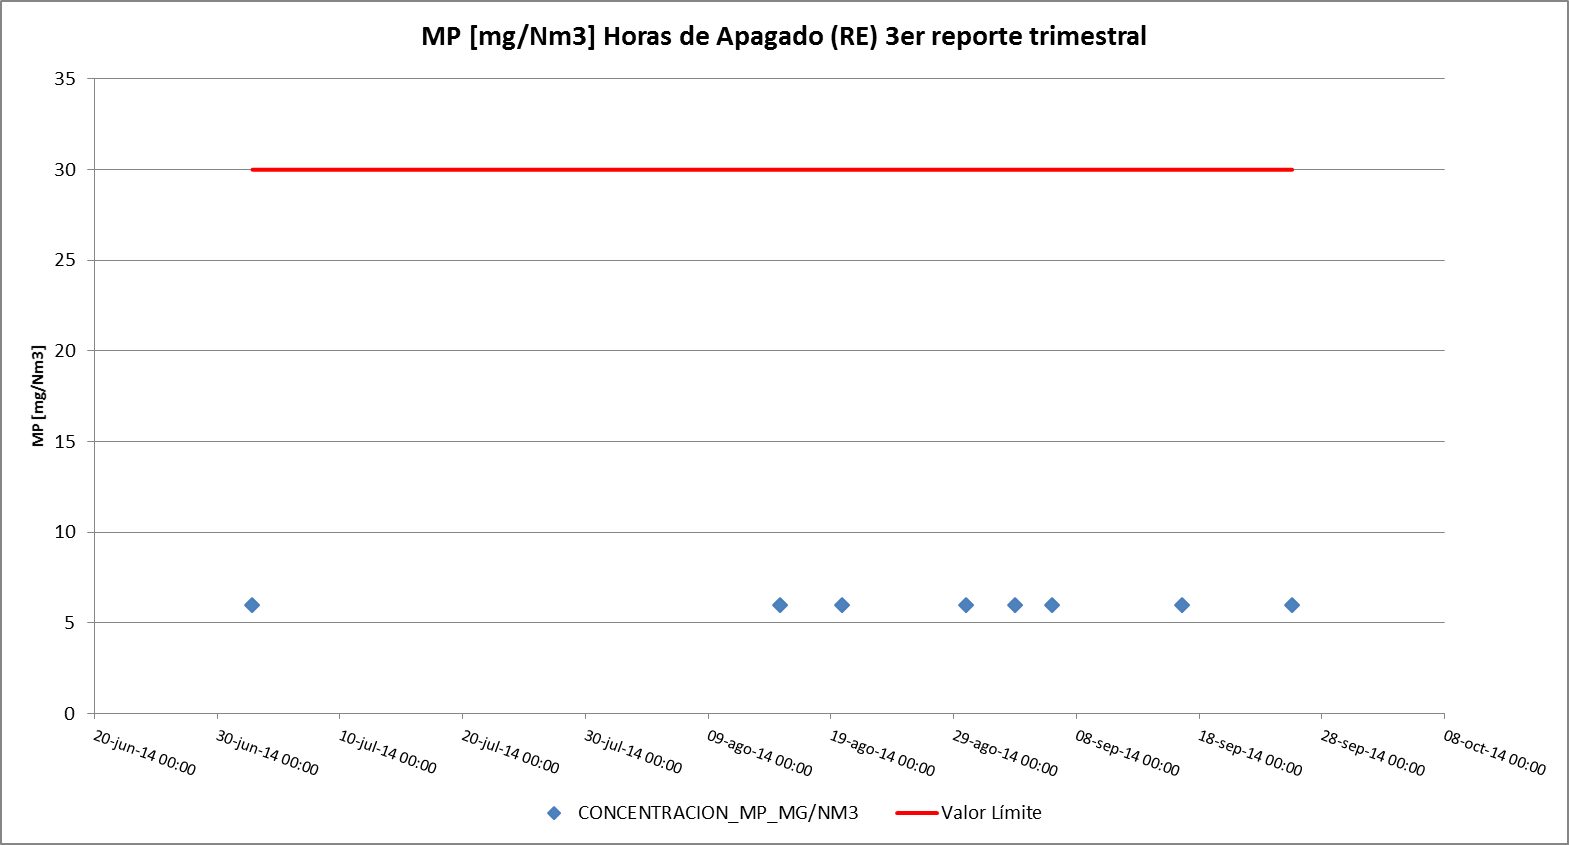 MP [mg/Nm3] Horas de Apagado (RE) 3er reporte trimestral
35
30
25
20
15
10
5
0
MP [mg/Nm3]
20-jun-14 00:00
30-jun-14 00:00
10-jul-14 00:00
20-jul-14 00:00
30-jul-14 00:00
09-ago-14 00:00
19-ago-14 00:00
29-ago-14 00:00
08-sep-14 00:00
18-sep-14 00:00
28-sep-14 00:00
08-oct-14 00:00
CONCENTRACION_MP_MG/NM3
Valor Límite